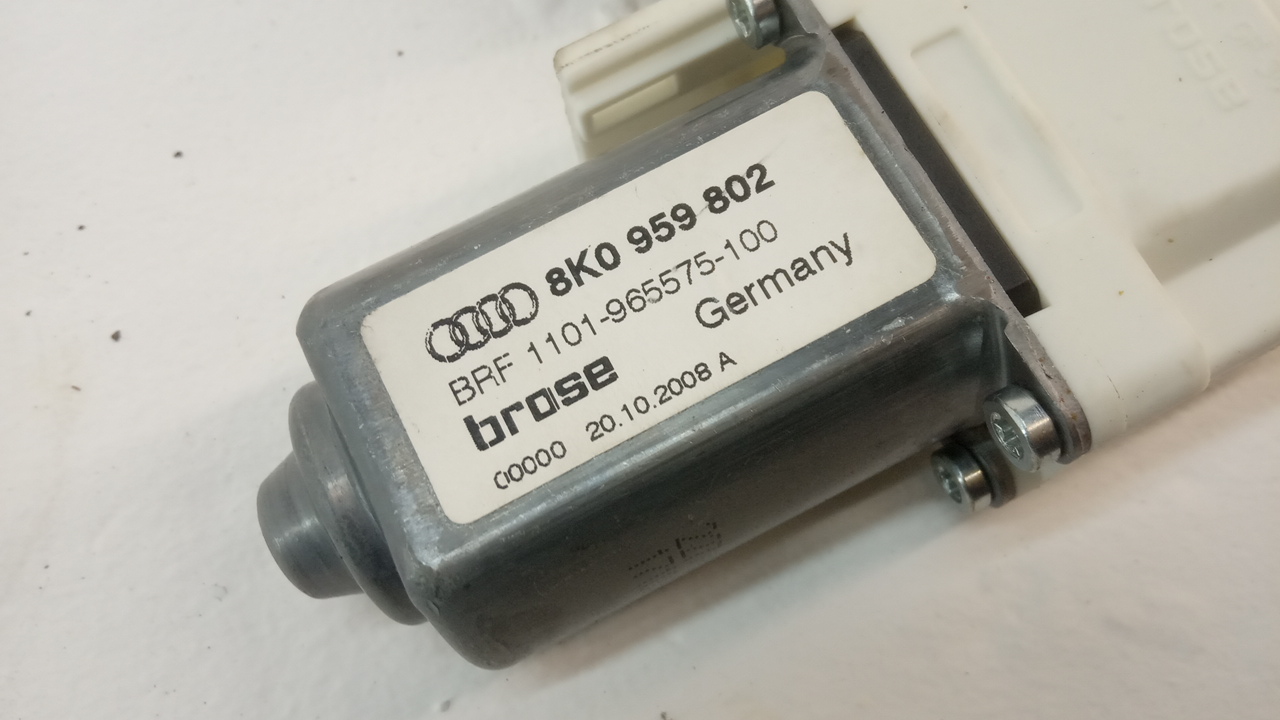 8K0 959 802
BRF 1101-965575-100
Germany
brose
00000 20.10.2008 A